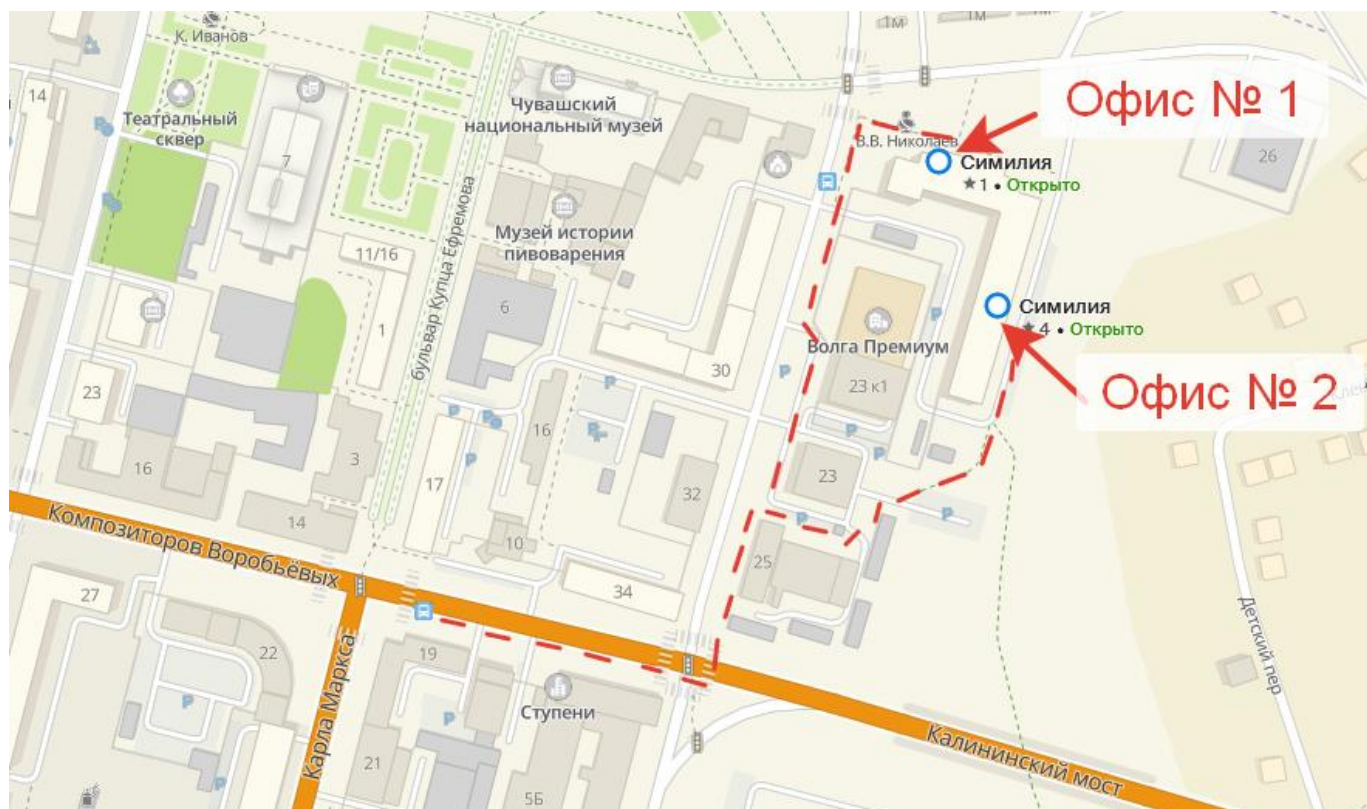 К. Иванов
1м
1м
14
Театральный
сквер
7
Чувашский
национальный музей
В.В. Николаев
Офис № 1
Симилия
★1 • Открыто
26
11/16
бульвар Купца Ефремова
Музей истории
пивоварения
6
1
30
Волга Премиум
23 к1
P
Симилия
★4 • Открыто
Офис № 2
P
P
23
16
P
P
P
16
3
17
P
32
23
P
P
P
P
14
10
25
34
Композиторов Воробьёвых
27
22
19
Карла Маркса
Ступени
P
P
21
5Б
Детский пер
Калининский мост